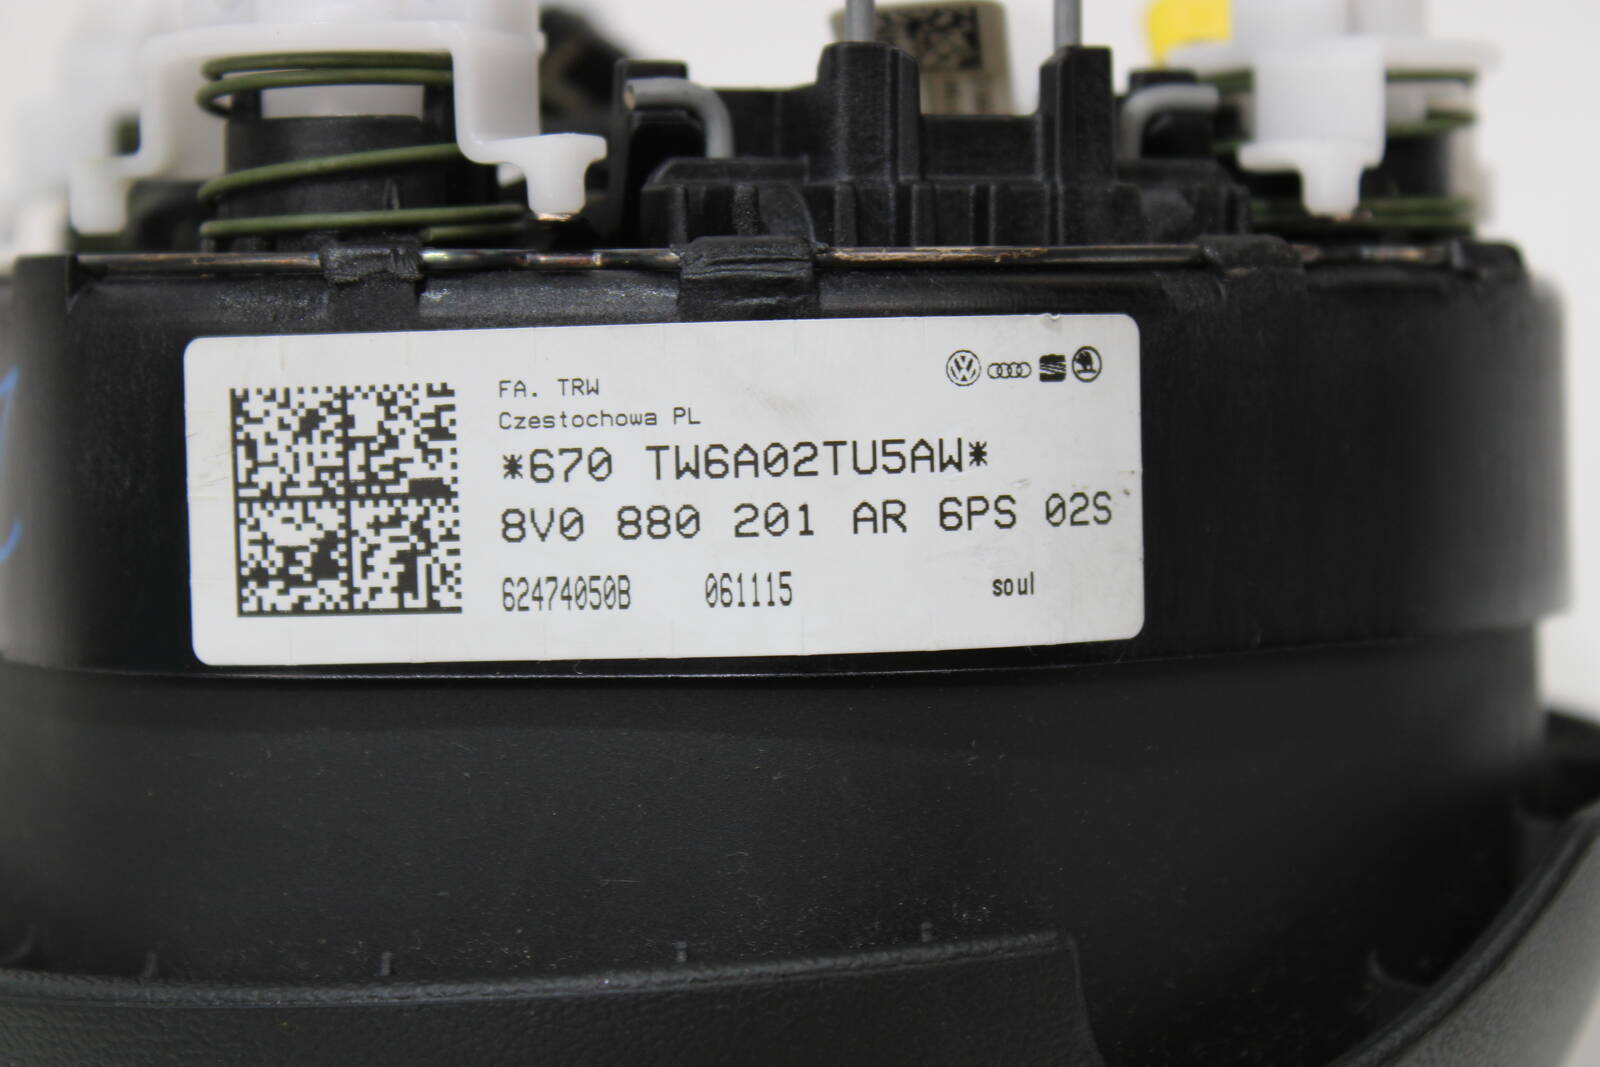 FA. TRW
Czestochowa PL
*670 TW6A02TU5AW*
8V0 880 201 AR 6PS 02S
62474050B 061115 soul